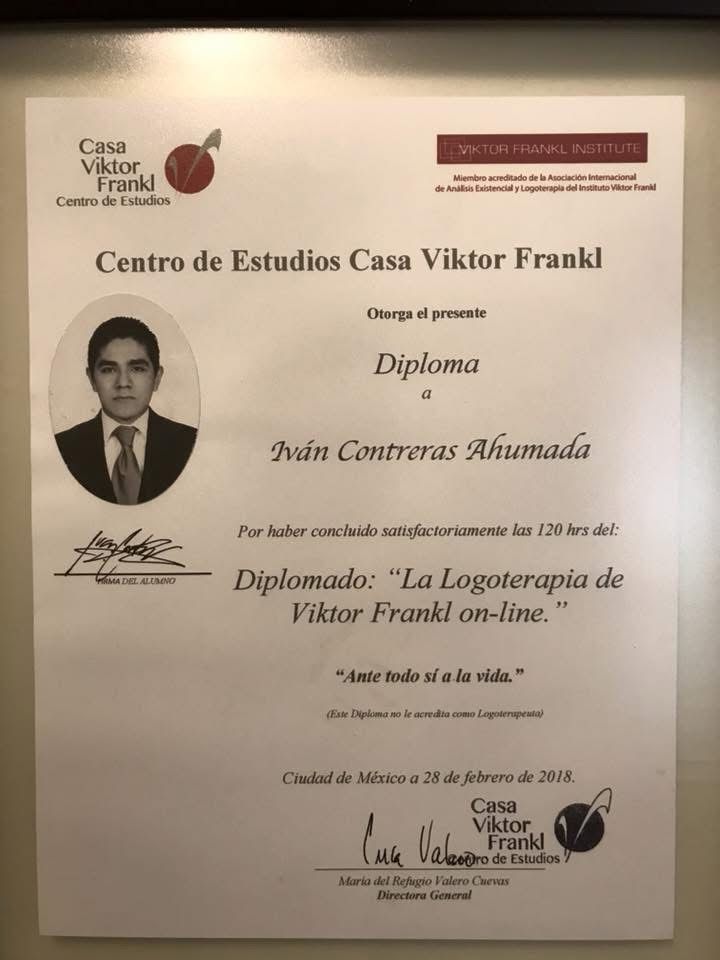 Casa
Viktor
Frankl
Centro de Estudios
VIKTOR FRANKL INSTITUTE
Miembro acreditado de la Asociación Internacional
de Análisis Existencial y Logoterapia del Instituto Viktor Frankl
Centro de Estudios Casa Viktor Frankl
Otorga el presente
Diploma
a
Iván Contreras Ahumada
Por haber concluido satisfactoriamente las 120 hrs del:
FIRMA DEL ALUMNO
Diplomado: “La Logoterapia de
Viktor Frankl on-line.”
“Ante todo sí a la vida.”
(Este Diploma no le acredita como Logoterapeuta)
Ciudad de México a 28 de febrero de 2018.
Casa
Viktor
Frankl
Centro de Estudios
María del Refugio Valero Cuevas
Directora General